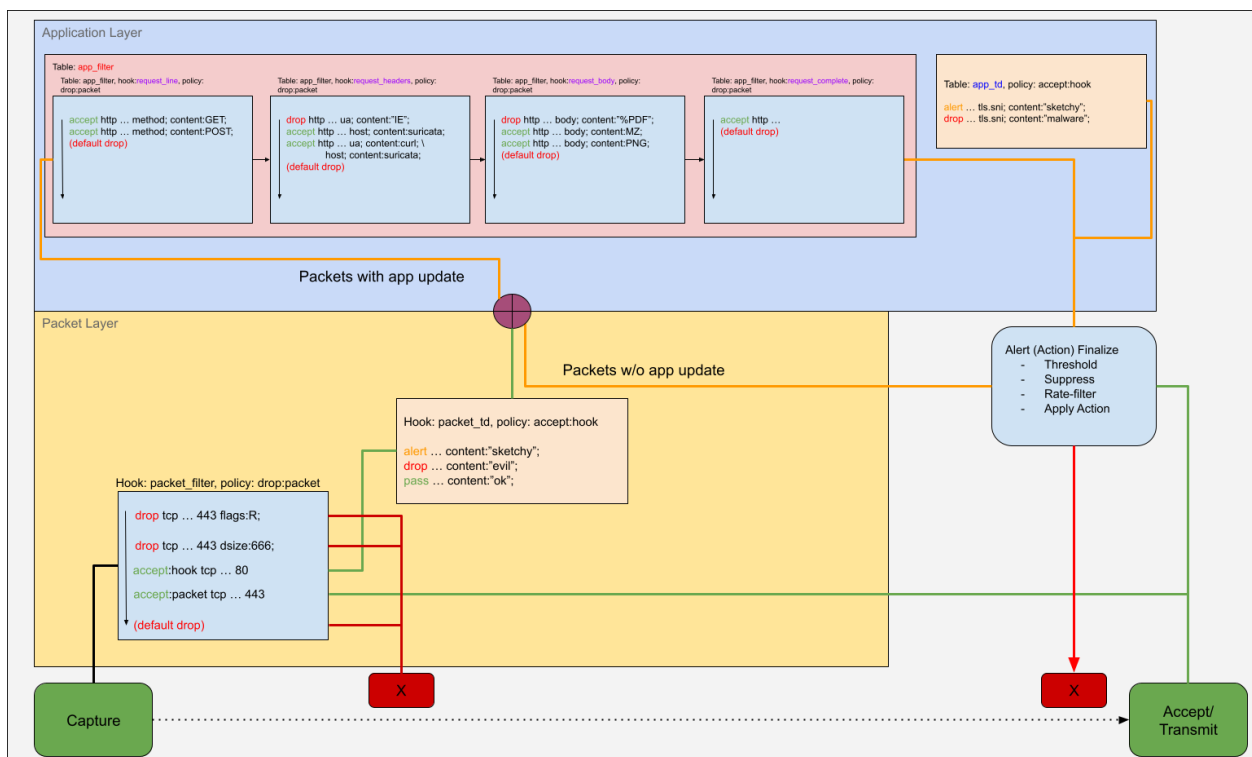 Application Layer
Table: app_filter
Table: app_filter, hook:request_line, policy:
drop:packet
accept http … method; content:GET;
accept http … method; content:POST;
(default drop)
Table: app_filter, hook:request_headers, policy:
drop:packet
drop http … ua; content:"IE";
accept http … host; content:suricata;
accept http … ua; content:curl; \
host; content:suricata;
(default drop)
Table: app_filter, hook:request_body, policy:
drop:packet
drop http … body; content:"%PDF";
accept http … body; content:MZ;
accept http … body; content:PNG;
(default drop)
Table: app_filter, hook:request_complete, policy:
drop:packet
accept http …
(default drop)
Table: app_td, policy: accept:hook
alert … tls.sni; content:"sketchy";
drop … tls.sni; content:"malware";
Packets with app update
Packet Layer
Packets w/o app update
Alert (Action) Finalize
- Threshold
- Suppress
- Rate-filter
- Apply Action
Hook: packet_td, policy: accept:hook
alert … content:"sketchy";
drop … content:"evil";
pass … content:"ok";
Hook: packet_filter, policy: drop:packet
drop tcp … 443 flags:R;
drop tcp … 443 dsize:666;
accept:hook tcp … 80
accept:packet tcp … 443
(default drop)
Capture
X
X
Accept/
Transmit